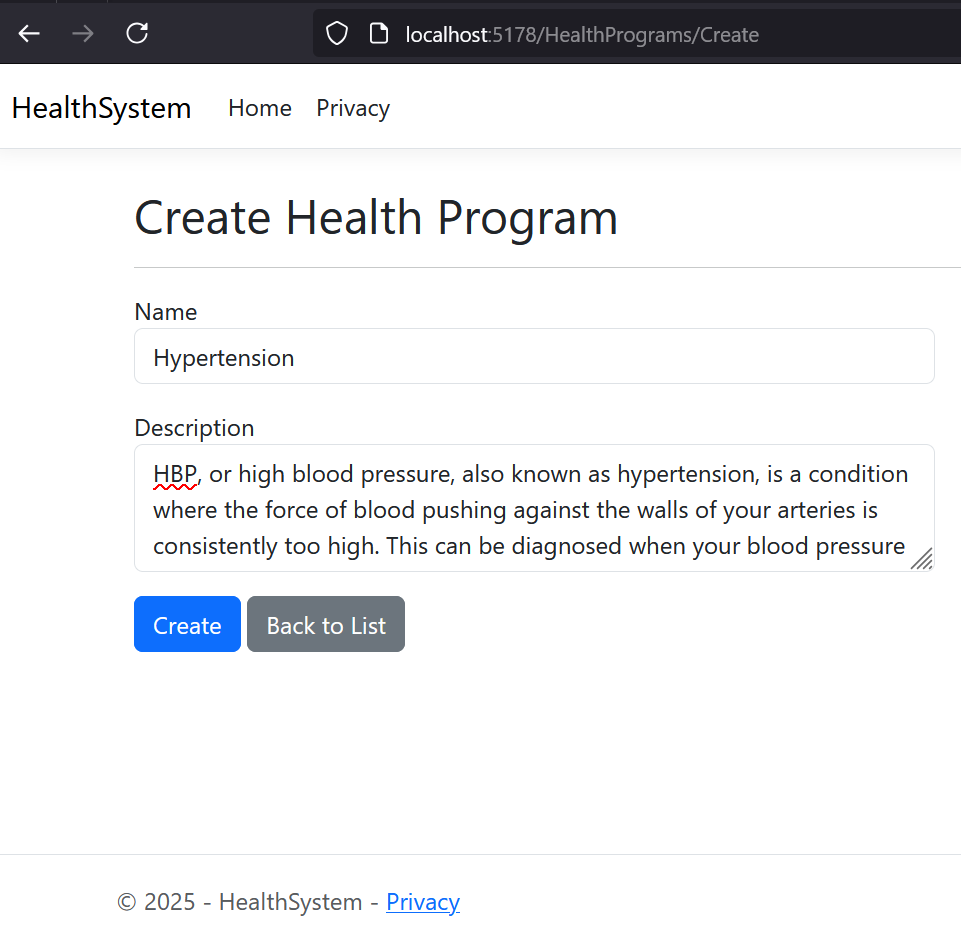 localhost:5178/HealthPrograms/Create
HealthSystem Home Privacy
Create Health Program
Name
Hypertension
Description
HBP, or high blood pressure, also known as hypertension, is a condition
where the force of blood pushing against the walls of your arteries is
consistently too high. This can be diagnosed when your blood pressure
Create Back to List
© 2025 - HealthSystem - Privacy